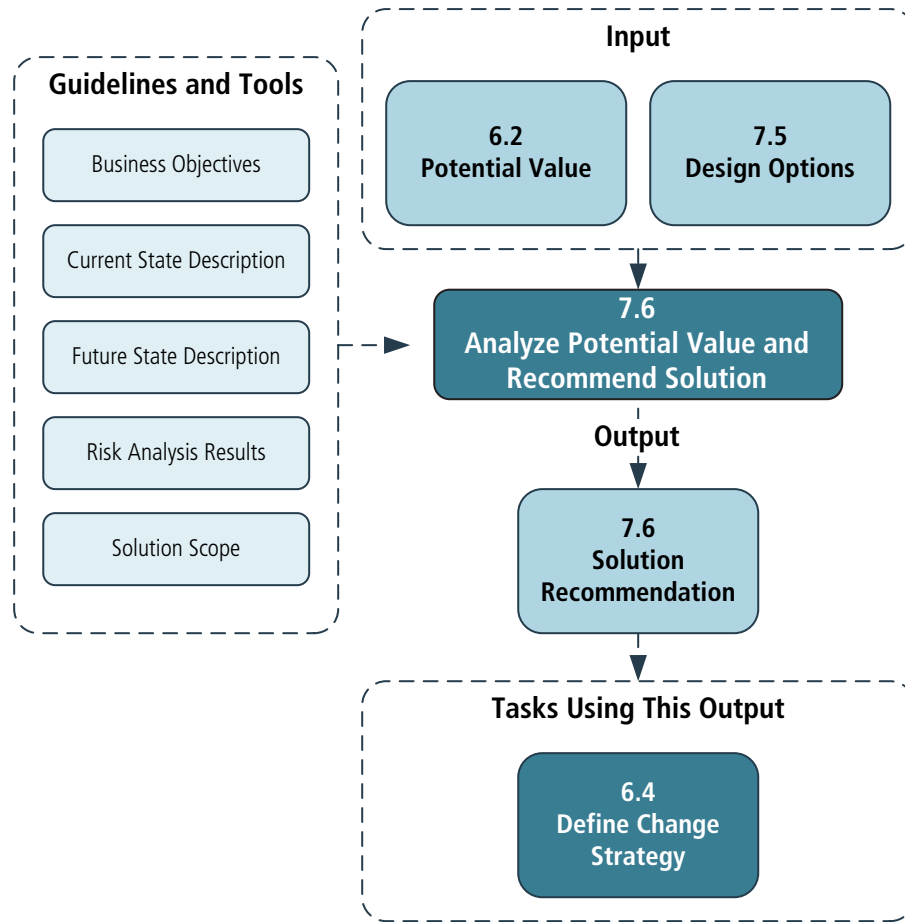 Input
Guidelines and Tools
6.2
Potential Value
7.5
Design Options
Business Objectives
Current State Description
Future State Description
Risk Analysis Results
Solution Scope
7.6
Analyze Potential Value and
Recommend Solution
Output
7.6
Solution
Recommendation
Tasks Using This Output
6.4
Define Change
Strategy